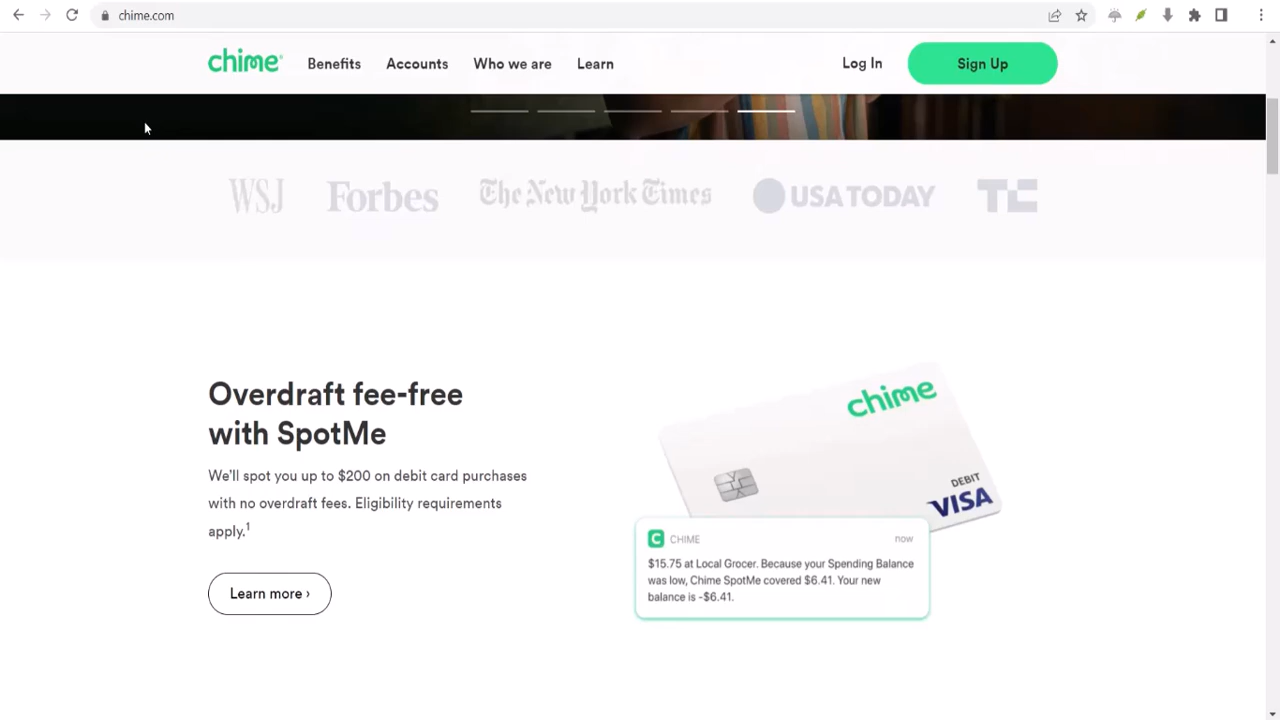 chime.com
chime
Benefits
Accounts
Who we are
Learn
Log In
Sign Up
WSJ
Forbes
The New York Times
USA TODAY
TC
Overdraft fee-free
with SpotMe
We'll spot you up to $200 on debit card purchases
with no overdraft fees. Eligibility requirements
apply.1
Learn more ›
chime
DEBIT
VISA
C CHIME
now
$15.75 at Local Grocer. Because your Spending Balance
was low, Chime SpotMe covered $6.41. Your new
balance is -$6.41.